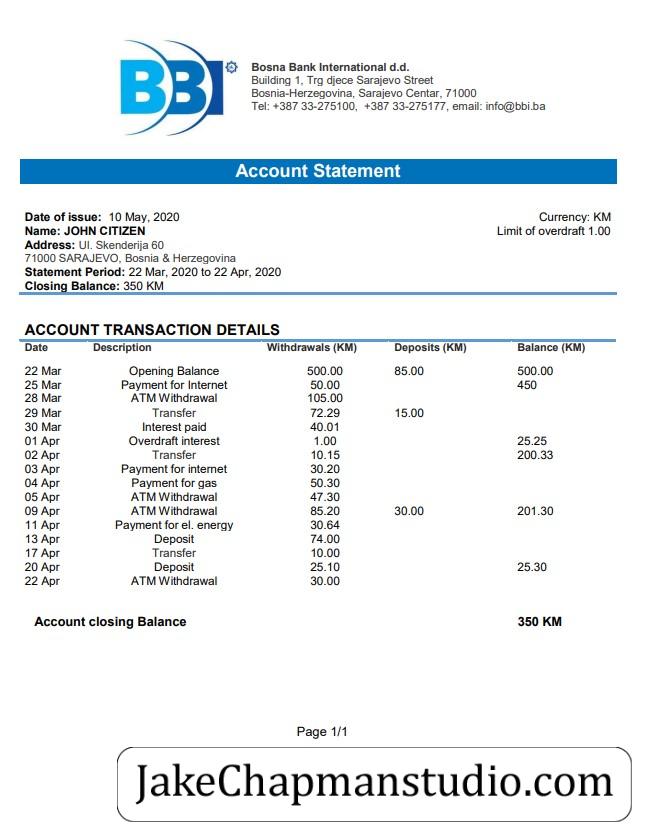 BBI
Bosna Bank International d.d.
Building 1, Trg djece Sarajevo Street
Bosnia-Herzegovina, Sarajevo Centar, 71000
Tel: +387 33-275100, +387 33-275177, email: info@bbi.ba
Account Statement
Date of issue: 10 May, 2020 Currency: KM
Name: JOHN CITIZEN Limit of overdraft 1.00
Address: Ul. Skenderija 60
71000 SARAJEVO, Bosnia & Herzegovina
Statement Period: 22 Mar, 2020 to 22 Apr, 2020
Closing Balance: 350 KM
ACCOUNT TRANSACTION DETAILS
Date Description Withdrawals (KM) Deposits (KM) Balance (KM)
22 Mar Opening Balance 500.00 85.00 500.00
25 Mar Payment for Internet 50.00 450
28 Mar ATM Withdrawal 105.00
29 Mar Transfer 72.29 15.00
30 Mar Interest paid 40.01
01 Apr Overdraft interest 1.00 25.25
02 Apr Transfer 10.15 200.33
03 Apr Payment for internet 30.20
04 Apr Payment for gas 50.30
05 Apr ATM Withdrawal 47.30
09 Apr ATM Withdrawal 85.20 30.00 201.30
11 Apr Payment for el. energy 30.64
13 Apr Deposit 74.00
17 Apr Transfer 10.00
20 Apr Deposit 25.10 25.30
22 Apr ATM Withdrawal 30.00
Account closing Balance 350 KM
Page 1/1
JakeChapmanstudio.com